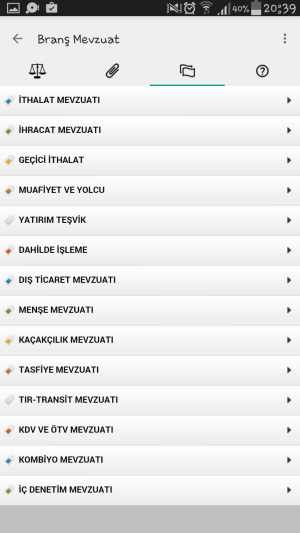 40% 20:39
Branş Mevzuat
İTHALAT MEVZUATI
İHRACAT MEVZUATI
GEÇİCİ İTHALAT
MUAFİYET VE YOLCU
YATIRIM TEŞVİK
DAHİLDE İŞLEME
DIŞ TİCARET MEVZUATI
MENŞE MEVZUATI
KAÇAKÇILIK MEVZUATI
TASFİYE MEVZUATI
TIR-TRANSİT MEVZUATI
KDV VE ÖTV MEVZUATI
KOMBİYO MEVZUATI
İÇ DENETİM MEVZUATI